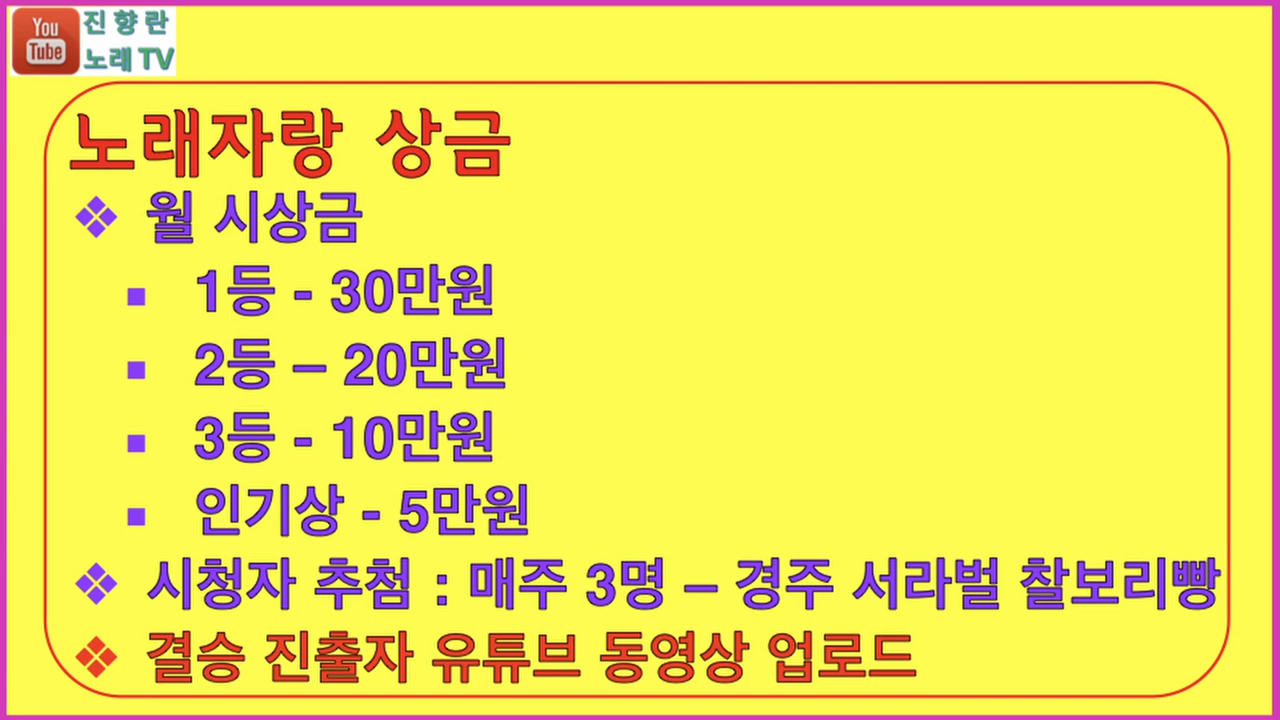 You
Tube
진 향 란
노래 TV
노래자랑 상금
❖ 월 시상금
▪ 1등 - 30만원
▪ 2등 – 20만원
▪ 3등 - 10만원
▪ 인기상 - 5만원
❖ 시청자 추첨 : 매주 3명 – 경주 서라벌 찰보리빵
❖ 결승 진출자 유튜브 동영상 업로드